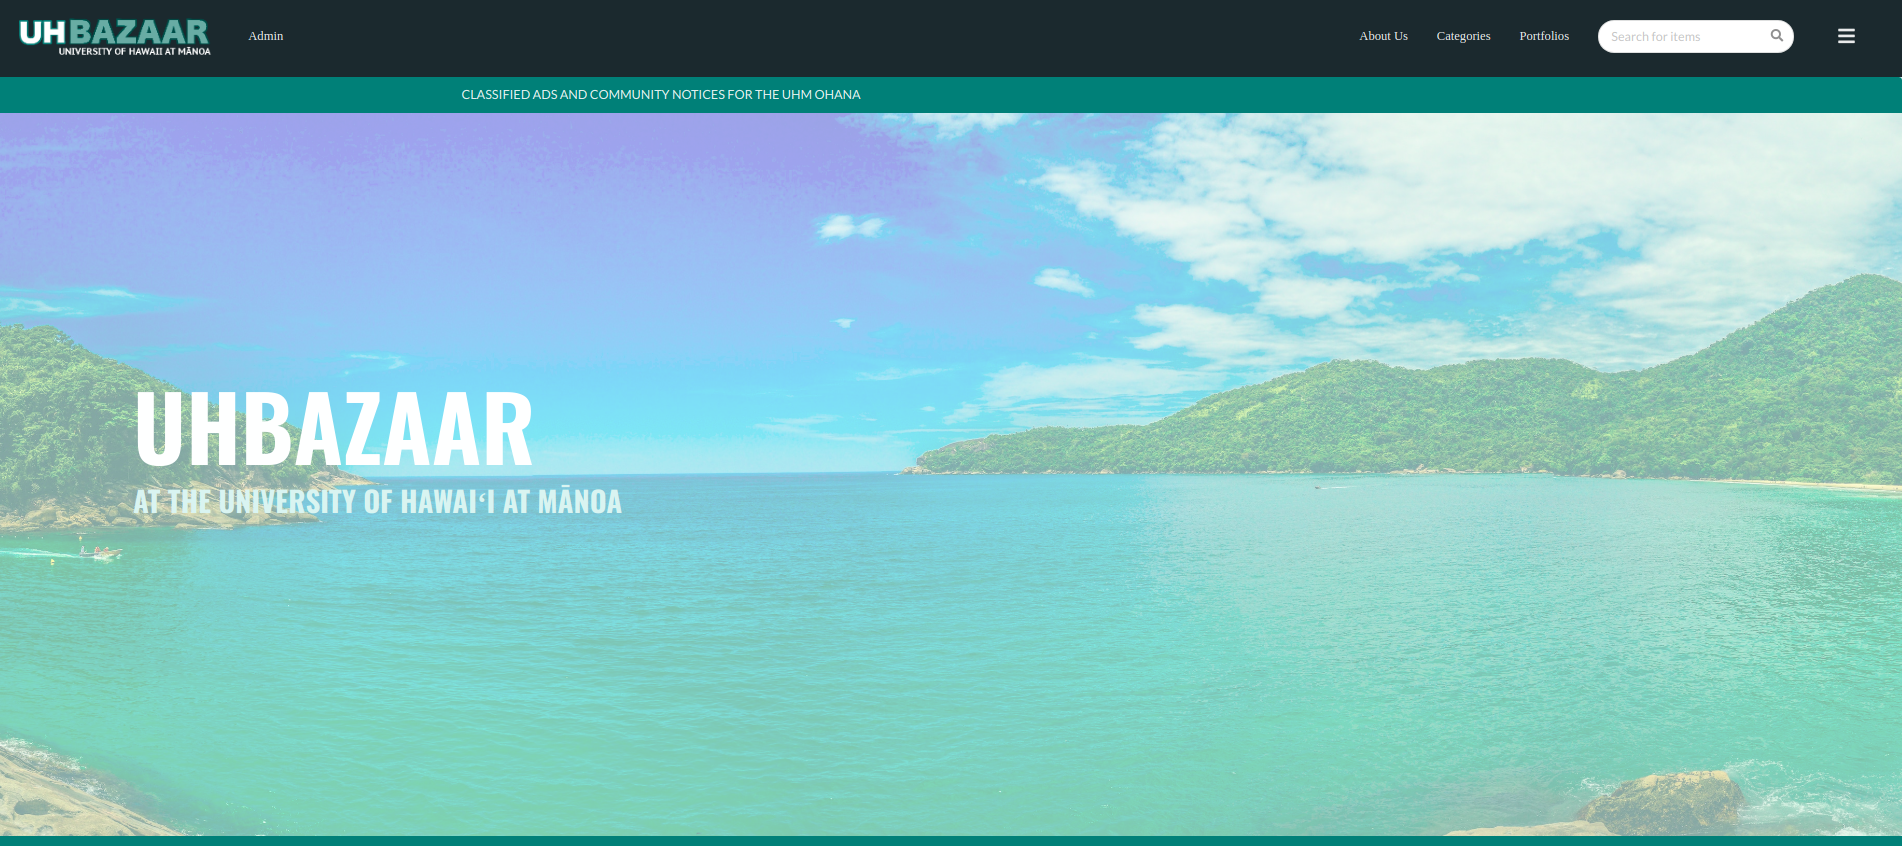 UHBAZAAR
UNIVERSITY OF HAWAII AT MĀNOA
Admin
About Us
Categories
Portfolios
Search for items
CLASSIFIED ADS AND COMMUNITY NOTICES FOR THE UHM OHANA
UHBAZAAR
AT THE UNIVERSITY OF HAWAIʻI AT MĀNOA